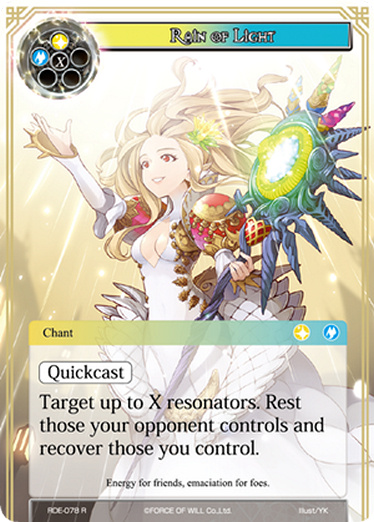 Rain of Light
X
Chant
Quickcast
Target up to X resonators. Rest
those your opponent controls and
recover those you control.
Energy for friends, emaciation for foes.
RDE-078 R ©FORCE OF WILL Co.,Ltd. Illust/YK